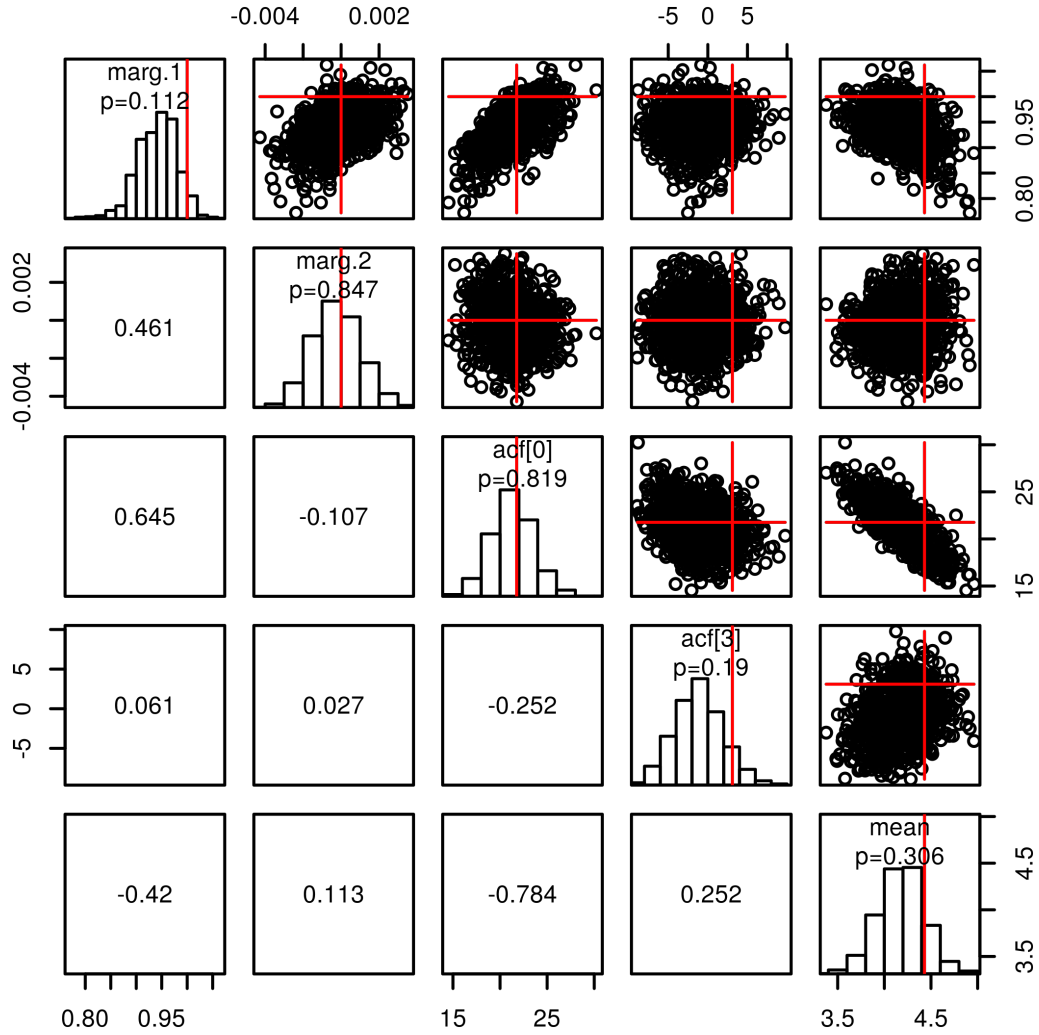 -0.004 0.002 -5 0 5
marg.1
p=0.112
0.80 0.95
0.461
marg.2
p=0.847
-0.004 0.002
0.645 -0.107
acf[0]
p=0.819
15 25
0.061 0.027 -0.252
acf[3]
p=0.19
-5 0 5
-0.42 0.113 -0.784 0.252
mean
p=0.306
3.5 4.5
0.80 0.95 15 25 3.5 4.5